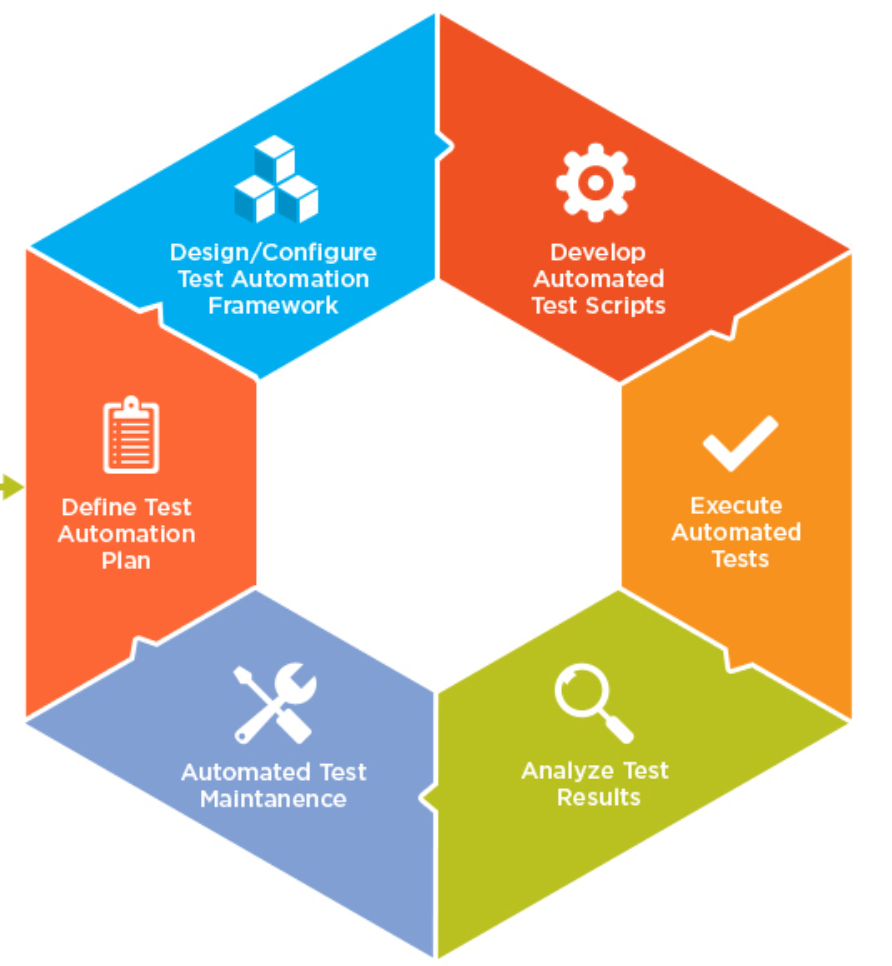 Design/Configure
Test Automation
Framework
Develop
Automated
Test Scripts
Define Test
Automation
Plan
Execute
Automated
Tests
Automated Test
Maintanence
Analyze Test
Results